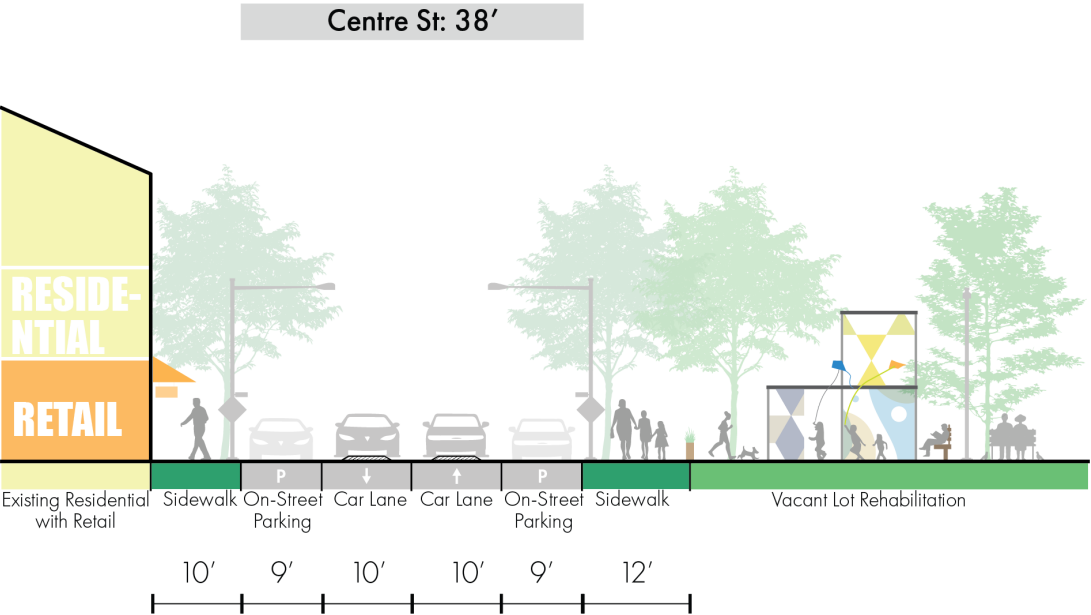 Centre St: 38′
RESIDE-
NTIAL
RETAIL
P
P
Existing Residential
with Retail
Sidewalk
On-Street
Parking
Car Lane
Car Lane
On-Street
Parking
Sidewalk
Vacant Lot Rehabilitation
10′
9′
10′
10′
9′
12′